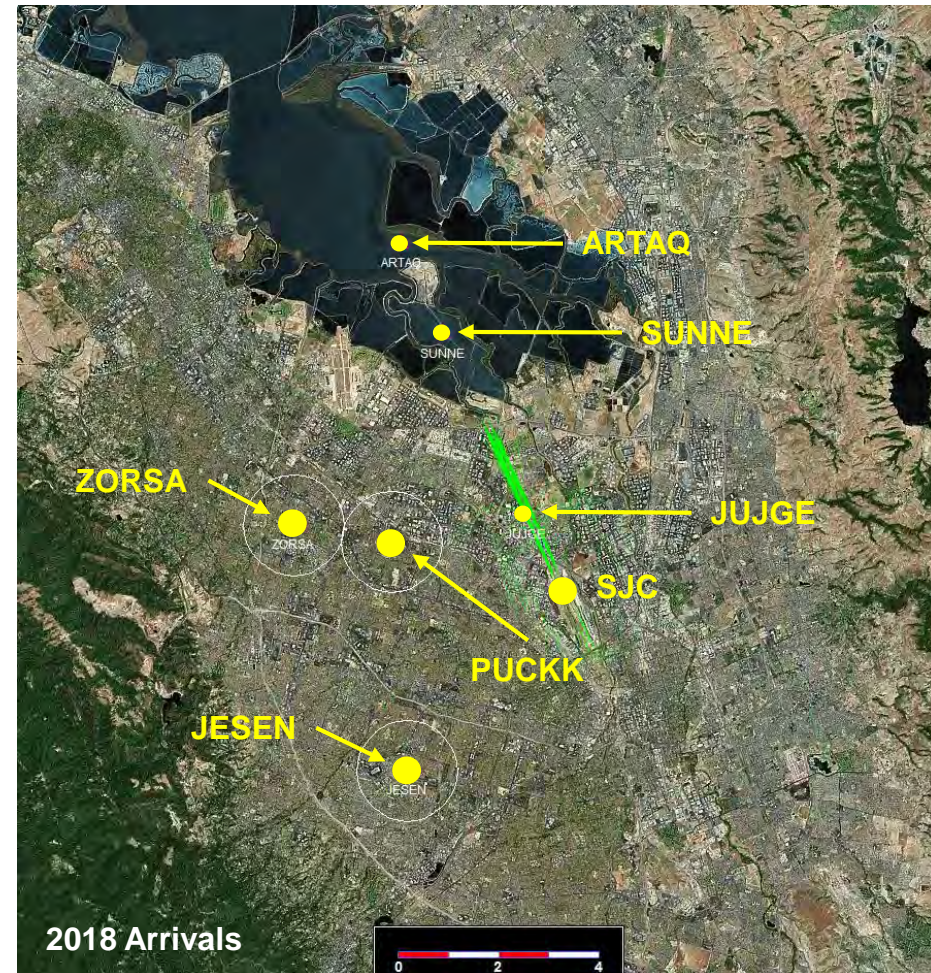 ARTAQ
ARTAQ
SUNNE
SUNNE
ZORSA
ZORSA
JUJGE
JUJGE
SJC
PUCKK
JESEN
JESEN
2018 Arrivals
0 2 4